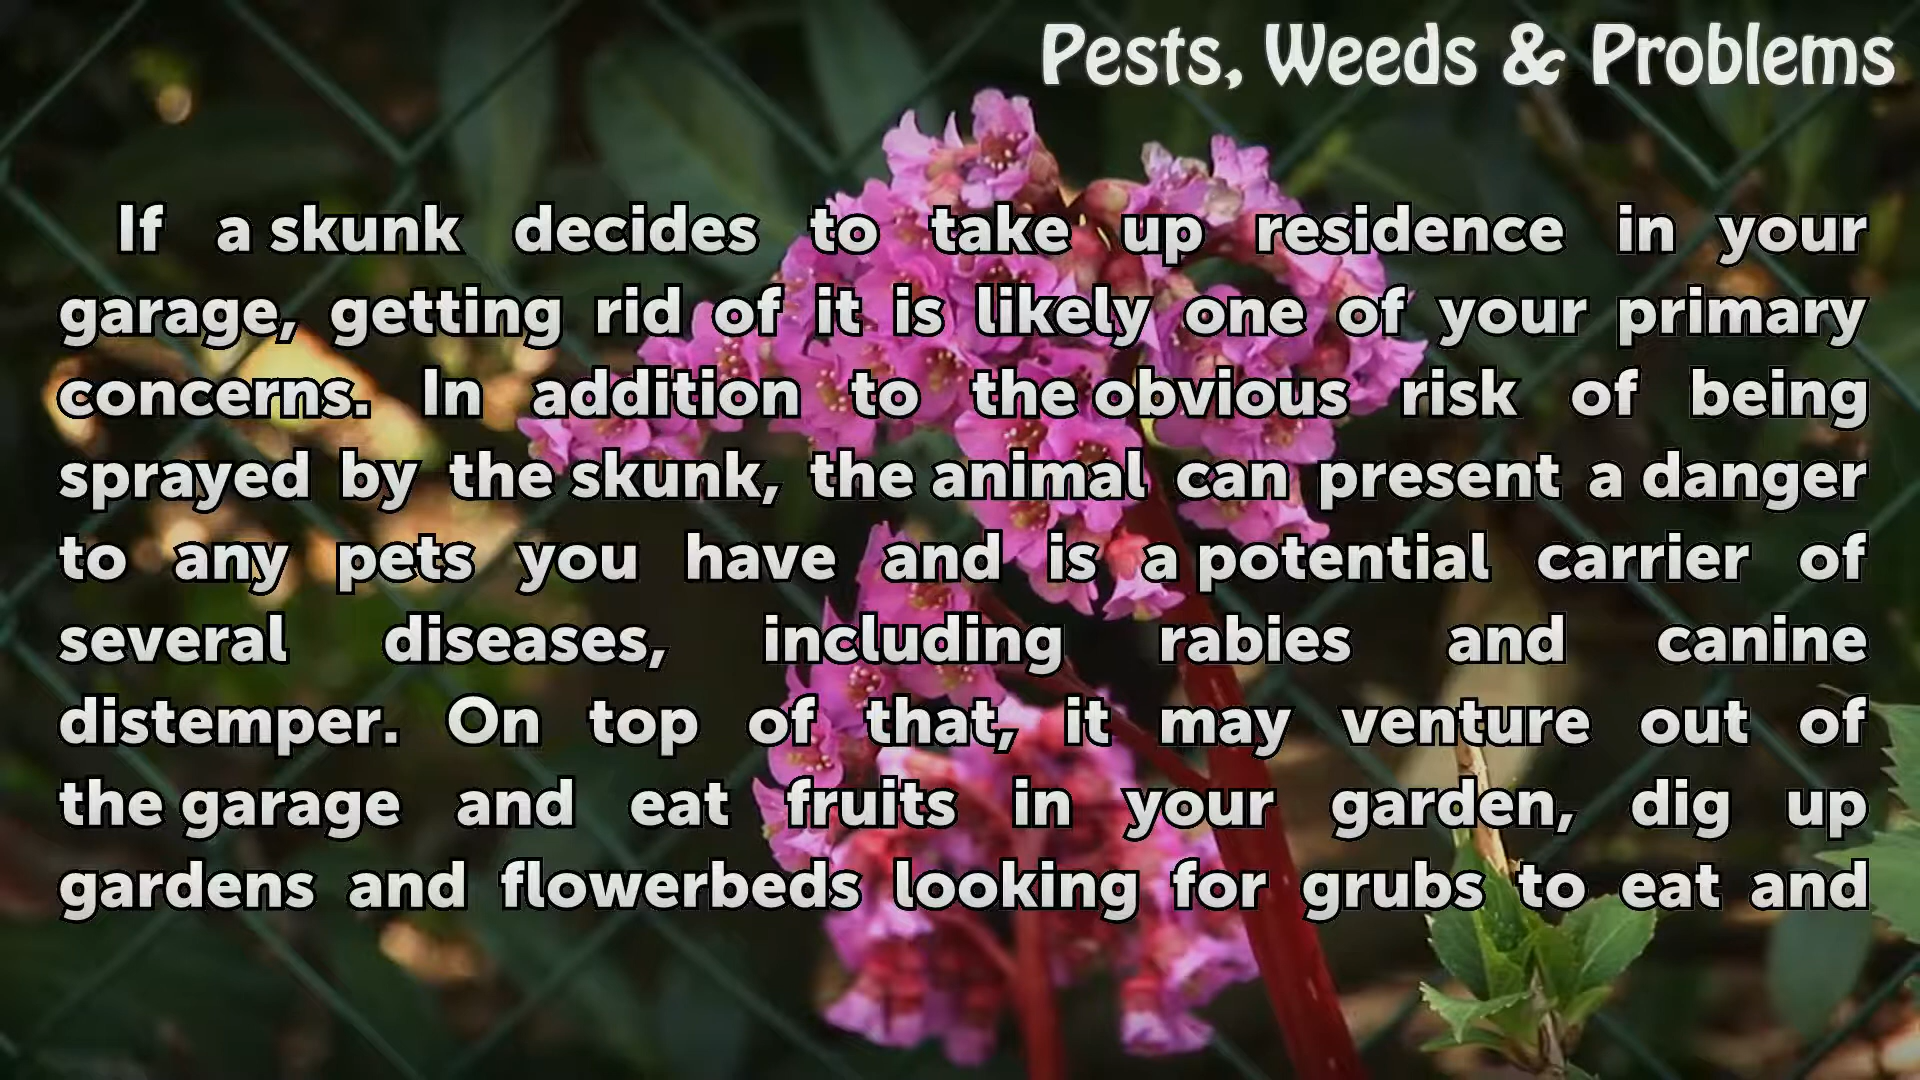 Pests, Weeds & Problems
If a skunk decides to take up residence in your
garage, getting rid of it is likely one of your primary
concerns. In addition to the obvious risk of being
sprayed by the skunk, the animal can present a danger
to any pets you have and is a potential carrier of
several diseases, including rabies and canine
distemper. On top of that, it may venture out of
the garage and eat fruits in your garden, dig up
gardens and flowerbeds looking for grubs to eat and